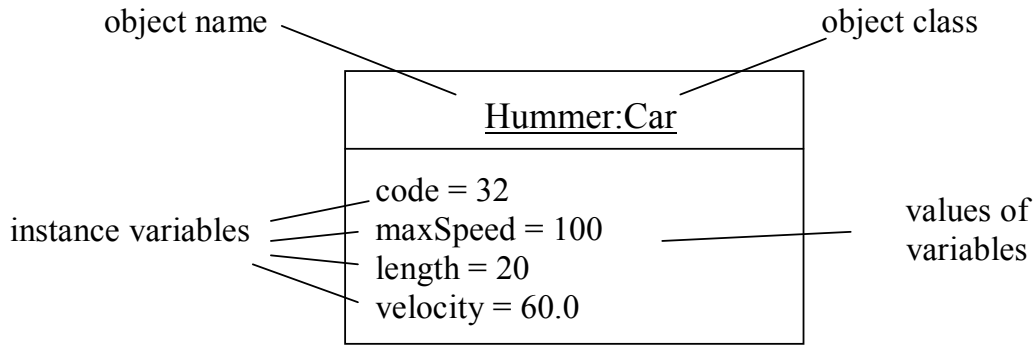 object name
object class
Hummer:Car
code = 32
instance variables
maxSpeed = 100
length = 20
velocity = 60.0
values of
variables